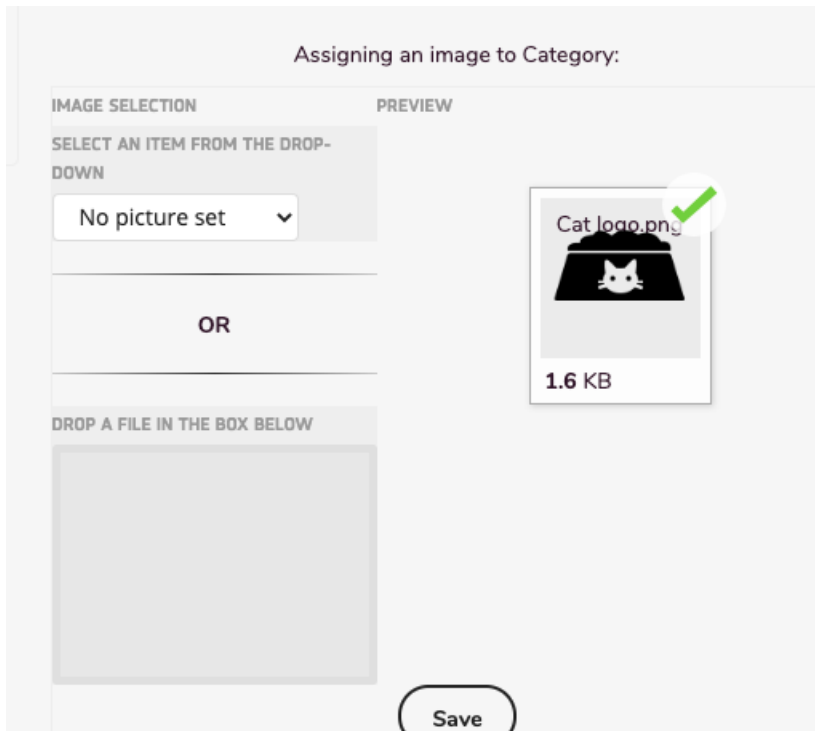 Assigning an image to Category:
IMAGE SELECTION
PREVIEW
SELECT AN ITEM FROM THE DROP-
DOWN
No picture set
Cat logo.png
OR
1.6 KB
DROP A FILE IN THE BOX BELOW
Save